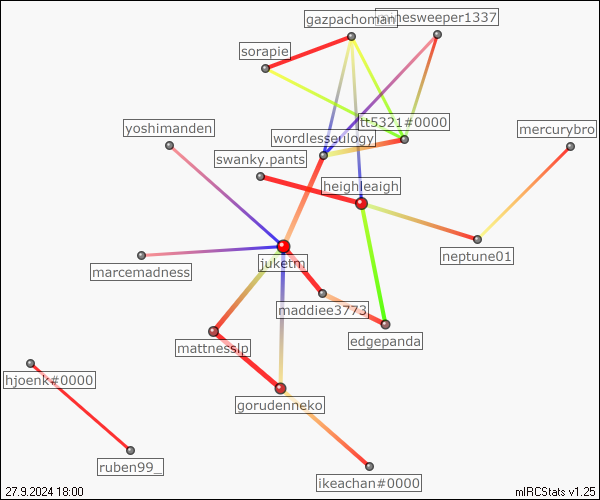 gazpachoman
minesweeper1337
sorapie
tt5321#0000
yoshimanden
mercurybro
wordlesseulogy
swanky.pants
heighleaigh
neptune01
juketm
marcemadness
maddiee3773
edgepanda
mattnesslp
hjoenk#0000
gorudenneko
ruben99_
ikeachan#0000
27.9.2024 18:00
mIRCStats v1.25